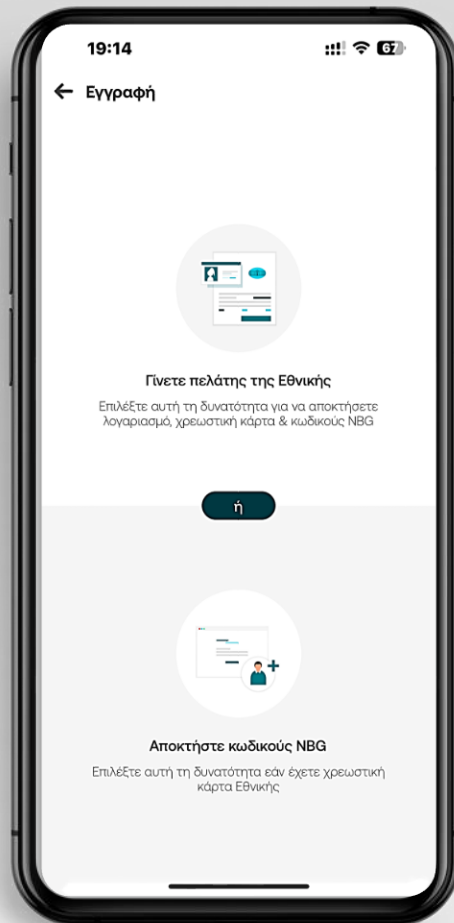 19:14
67
Εγγραφή
Γίνετε πελάτης της Εθνικής
Επιλέξτε αυτή τη δυνατότητα για να αποκτήσετε
λογαριασμό, χρεωστική κάρτα & κωδικούς NBG
ή
Αποκτήστε κωδικούς NBG
Επιλέξτε αυτή τη δυνατότητα εάν έχετε χρεωστική
κάρτα Εθνικής